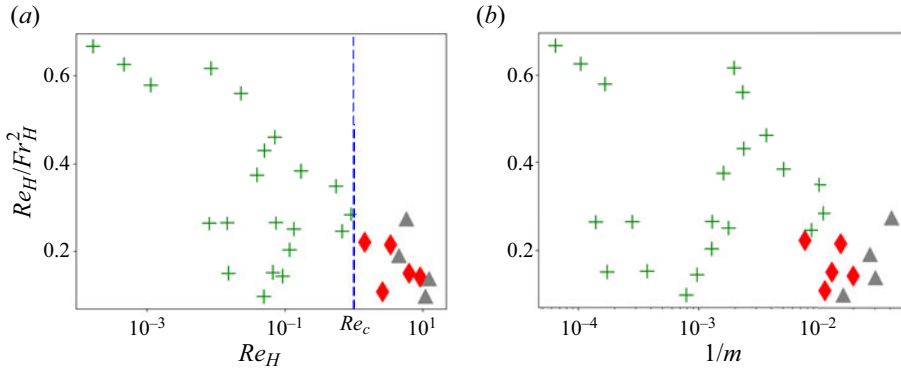 (a)
(b)
0.6
0.4
0.2
Re_H/Fr_H^2
10^{-3}
10^{-1}
Re_c
10^1
Re_H
0.6
0.4
0.2
10^{-4}
10^{-3}
10^{-2}
1/m